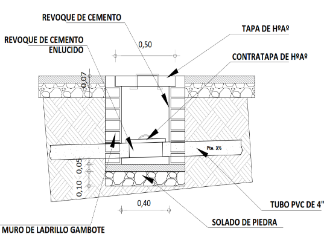 REVOQUE DE CEMENTO
TAPA DE HºAº
REVOQUE DE CEMENTO
ENLUCIDO
0,50
CONTRATAPA DE HºAº
0,07
Pte. 2%
0,05
0,10
0,40
TUBO PVC DE 4"
SOLADO DE PIEDRA
MURO DE LADRILLO GAMBOTE